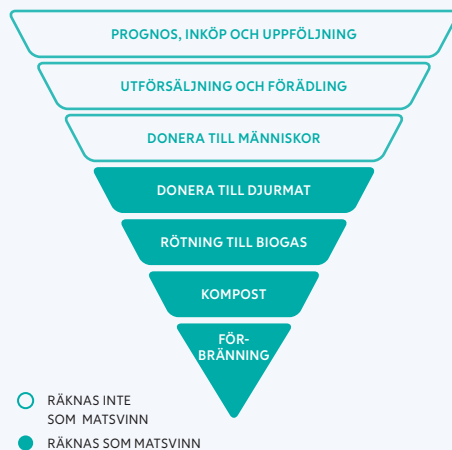 PROGNOS, INKÖP OCH UPPFÖLJNING
UTFÖRSÄLJNING OCH FÖRÄDLING
DONERA TILL MÄNNISKOR
DONERA TILL DJURMAT
RÖTNING TILL BIOGAS
KOMPOST
FÖR-
BRÄNNING
RÄKNAS INTE
SOM MATSVINN
RÄKNAS SOM MATSVINN